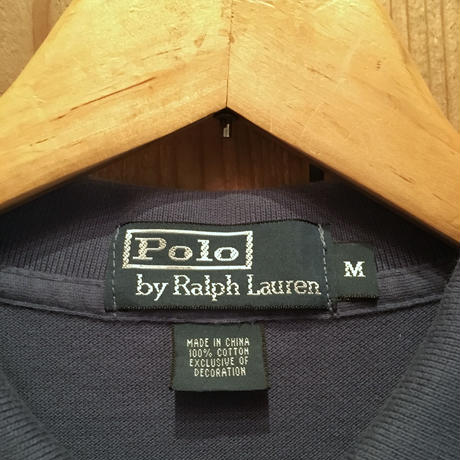 Polo
by Ralph Lauren
M
MADE IN CHINA
100% COTTON
EXCLUSIVE OF
DECORATION